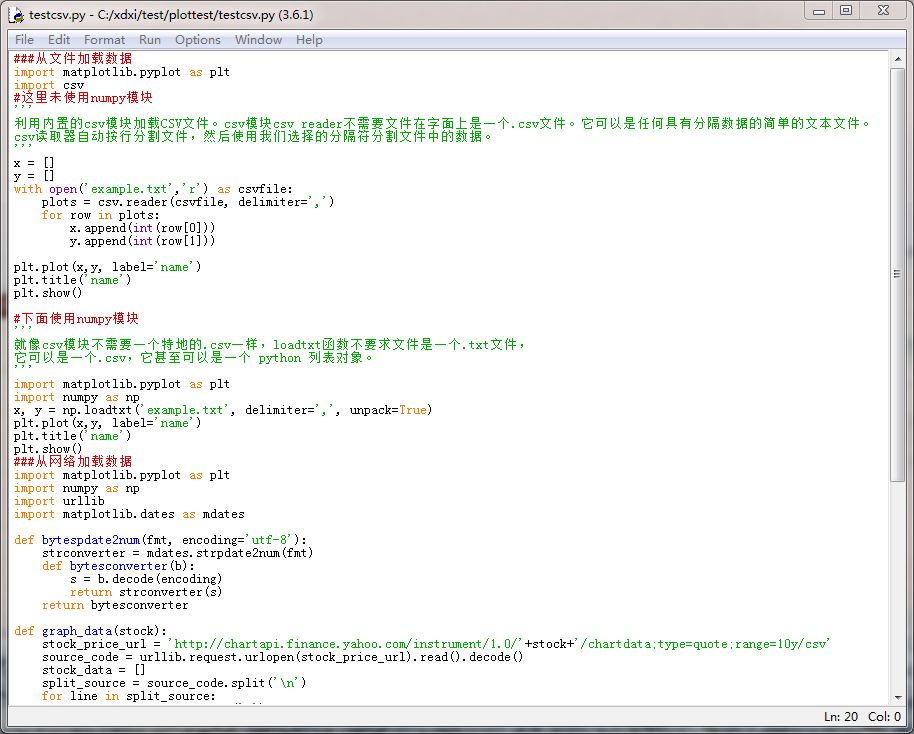 testcsv.py - C:/xdxi/test/plottest/testcsv.py (3.6.1)
File Edit Format Run Options Window Help
###从文件加载数据
import matplotlib.pyplot as plt
import csv
#这里未使用numpy模块
'''
利用内置的csv模块加载CSV文件。csv模块csv reader不需要文件在字面上是一个.csv文件。它可以是任何具有分隔数据的简单的文本文件。
csv读取器自动按行分割文件，然后使用我们选择的分隔符分割文件中的数据。
'''
x = []
y = []
with open('example.txt','r') as csvfile:
    plots = csv.reader(csvfile, delimiter=',')
    for row in plots:
        x.append(int(row[0]))
        y.append(int(row[1]))
plt.plot(x,y, label='name')
plt.title('name')
plt.show()
#下面使用numpy模块
'''
就像csv模块不需要一个特地的.csv一样，loadtxt函数不要求文件是一个.txt文件，
它可以是一个.csv，它甚至可以是一个 python 列表对象。
'''
import matplotlib.pyplot as plt
import numpy as np
x, y = np.loadtxt('example.txt', delimiter=',', unpack=True)
plt.plot(x,y, label='name')
plt.title('name')
plt.show()
###从网络加载数据
import matplotlib.pyplot as plt
import numpy as np
import urllib
import matplotlib.dates as mdates
def bytespdate2num(fmt, encoding='utf-8'):
    strconverter = mdates.strpdate2num(fmt)
    def bytesconverter(b):
        s = b.decode(encoding)
        return strconverter(s)
    return bytesconverter
def graph_data(stock):
    stock_price_url = 'http://chartapi.finance.yahoo.com/instrument/1.0/'+stock+'/chartdata;type=quote;range=10y/csv'
    source_code = urllib.request.urlopen(stock_price_url).read().decode()
    stock_data = []
    split_source = source_code.split('\n')
    for line in split_source:
Ln: 20 Col: 0